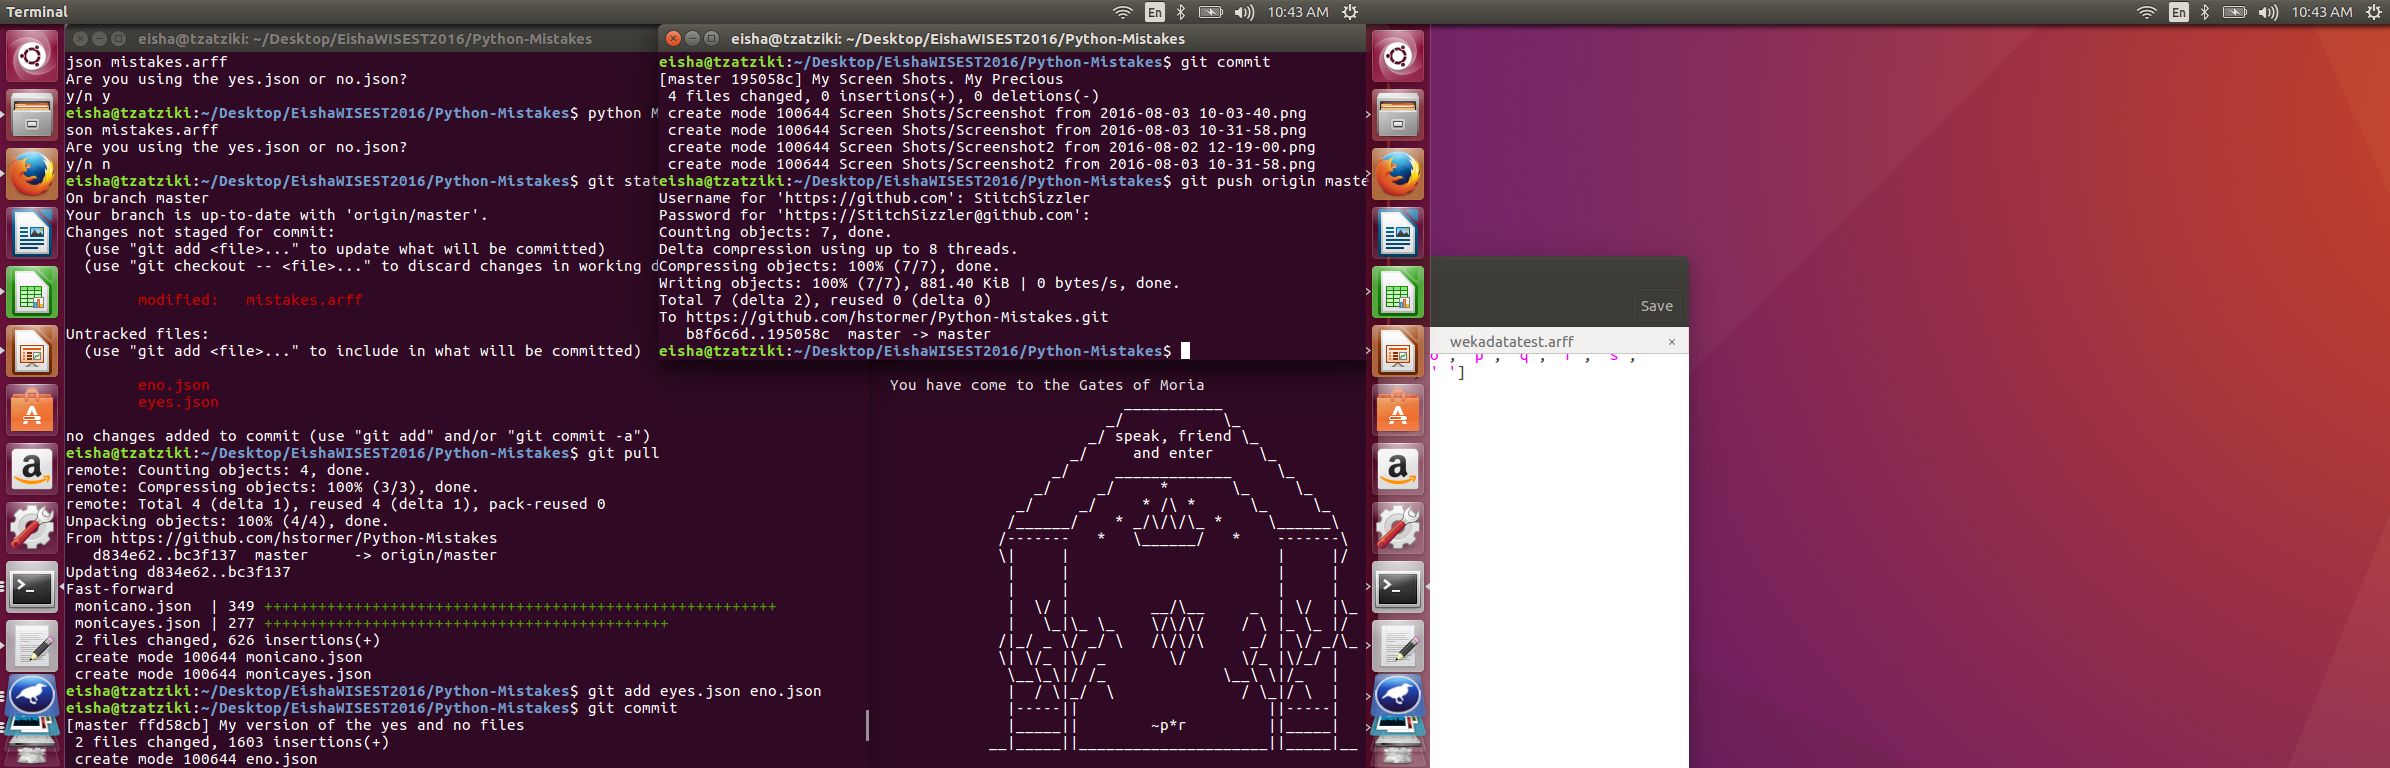 Terminal
En
10:43 AM
En
10:43 AM
eisha@tzatziki: ~/Desktop/EishaWISEST2016/Python-Mistakes
json mistakes.arff
Are you using the yes.json or no.json?
y/n y
eisha@tzatziki:~/Desktop/EishaWISEST2016/Python-Mistakes$ python M
son mistakes.arff
Are you using the yes.json or no.json?
y/n n
eisha@tzatziki:~/Desktop/EishaWISEST2016/Python-Mistakes$ git stat
On branch master
Your branch is up-to-date with 'origin/master'.
Changes not staged for commit:
(use "git add <file>..." to update what will be committed)
(use "git checkout -- <file>..." to discard changes in working d
modified: mistakes.arff
Untracked files:
(use "git add <file>..." to include in what will be committed)
eno.json
eyes.json
no changes added to commit (use "git add" and/or "git commit -a")
eisha@tzatziki:~/Desktop/EishaWISEST2016/Python-Mistakes$ git pull
remote: Counting objects: 4, done.
remote: Compressing objects: 100% (3/3), done.
remote: Total 4 (delta 1), reused 4 (delta 1), pack-reused 0
Unpacking objects: 100% (4/4), done.
From https://github.com/hstormer/Python-Mistakes
d834e62..bc3f137 master -> origin/master
Updating d834e62..bc3f137
Fast-forward
monicano.json | 349 +++++++++++++++++++++++++++++++++++++++++++++++++++++++++
monicayes.json | 277 +++++++++++++++++++++++++++++++++++++++++++++
2 files changed, 626 insertions(+)
create mode 100644 monicano.json
create mode 100644 monicayes.json
eisha@tzatziki:~/Desktop/EishaWISEST2016/Python-Mistakes$ git add eyes.json eno.json
eisha@tzatziki:~/Desktop/EishaWISEST2016/Python-Mistakes$ git commit
[master ffd58cb] My version of the yes and no files
2 files changed, 1603 insertions(+)
create mode 100644 eno.json
eisha@tzatziki: ~/Desktop/EishaWISEST2016/Python-Mistakes
eisha@tzatziki:~/Desktop/EishaWISEST2016/Python-Mistakes$ git commit
[master 195058c] My Screen Shots. My Precious
4 files changed, 0 insertions(+), 0 deletions(-)
create mode 100644 Screen Shots/Screenshot from 2016-08-03 10-03-40.png
create mode 100644 Screen Shots/Screenshot from 2016-08-03 10-31-58.png
create mode 100644 Screen Shots/Screenshot2 from 2016-08-02 12-19-00.png
create mode 100644 Screen Shots/Screenshot2 from 2016-08-03 10-31-58.png
eisha@tzatziki:~/Desktop/EishaWISEST2016/Python-Mistakes$ git push origin maste
Username for 'https://github.com': StitchSizzler
Password for 'https://StitchSizzler@github.com':
Counting objects: 7, done.
Delta compression using up to 8 threads.
Compressing objects: 100% (7/7), done.
Writing objects: 100% (7/7), 881.40 KiB | 0 bytes/s, done.
Total 7 (delta 2), reused 0 (delta 0)
To https://github.com/hstormer/Python-Mistakes.git
b8f6c6d..195058c master -> master
eisha@tzatziki:~/Desktop/EishaWISEST2016/Python-Mistakes$
You have come to the Gates of Moria
speak, friend
and enter
~p*r
Save
wekadatatest.arff
' ']